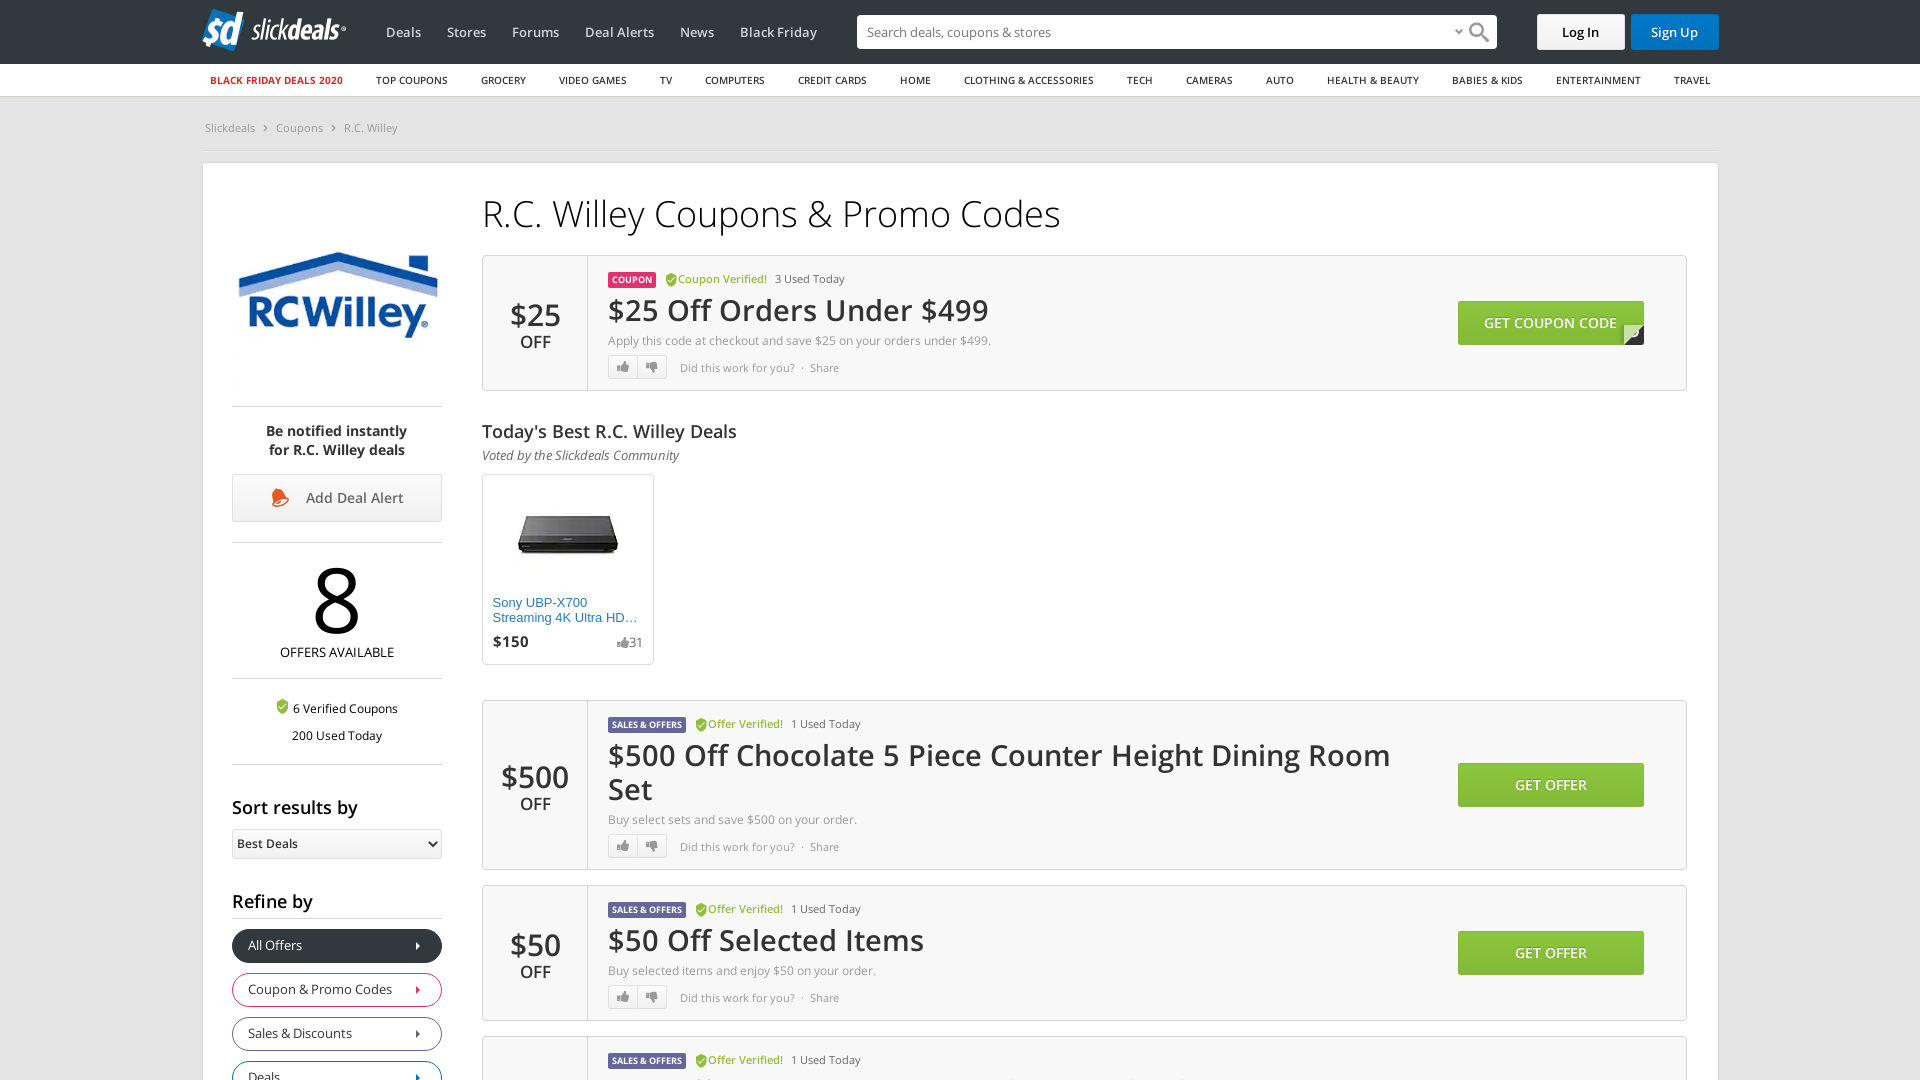 slickdeals
Deals
Stores
Forums
Deal Alerts
News
Black Friday
Search deals, coupons & stores
Log In
Sign Up
BLACK FRIDAY DEALS 2020
TOP COUPONS
GROCERY
VIDEO GAMES
TV
COMPUTERS
CREDIT CARDS
HOME
CLOTHING & ACCESSORIES
TECH
CAMERAS
AUTO
HEALTH & BEAUTY
BABIES & KIDS
ENTERTAINMENT
TRAVEL
Slickdeals
Coupons
R.C. Willey
RCWilley®
Be notified instantly
for R.C. Willey deals
Add Deal Alert
8
OFFERS AVAILABLE
6 Verified Coupons
200 Used Today
Sort results by
Best Deals
Refine by
All Offers
Coupon & Promo Codes
Sales & Discounts
Deals
R.C. Willey Coupons & Promo Codes
$25
OFF
COUPON
Coupon Verified!
3 Used Today
$25 Off Orders Under $499
Apply this code at checkout and save $25 on your orders under $499.
Did this work for you? · Share
GET COUPON CODE
Today's Best R.C. Willey Deals
Voted by the Slickdeals Community
Sony UBP-X700
Streaming 4K Ultra HD…
$150
31
$500
OFF
SALES & OFFERS
Offer Verified!
1 Used Today
$500 Off Chocolate 5 Piece Counter Height Dining Room
Set
Buy select sets and save $500 on your order.
Did this work for you? · Share
GET OFFER
$50
OFF
SALES & OFFERS
Offer Verified!
1 Used Today
$50 Off Selected Items
Buy selected items and enjoy $50 on your order.
Did this work for you? · Share
GET OFFER
SALES & OFFERS
Offer Verified!
1 Used Today